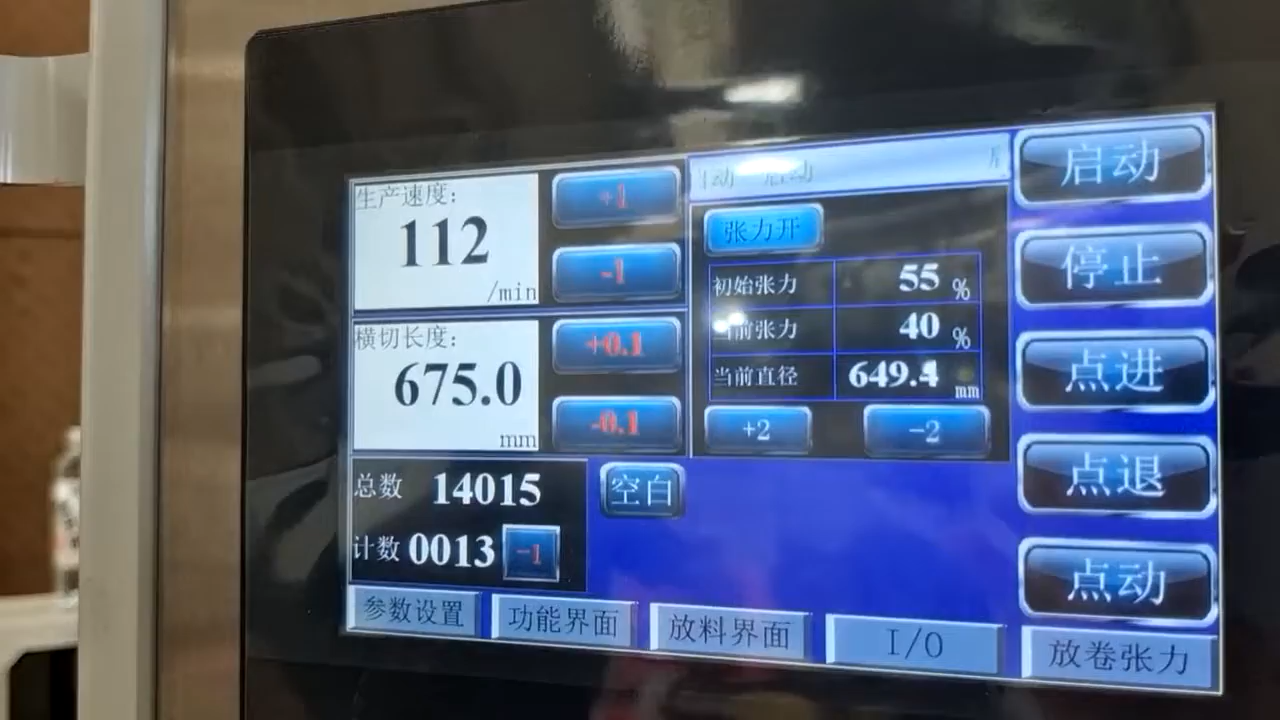 生产速度:
112
/min
+1
-1
横切长度:
675.0
mm
+0.1
-0.1
总数 14015
计数 0013 -1
空白
启动
张力开
初始张力 55 %
当前张力 40 %
当前直径 649.4 mm
+2 -2
启动
停止
点进
点退
点动
参数设置 功能界面 放料界面 I/O 放卷张力